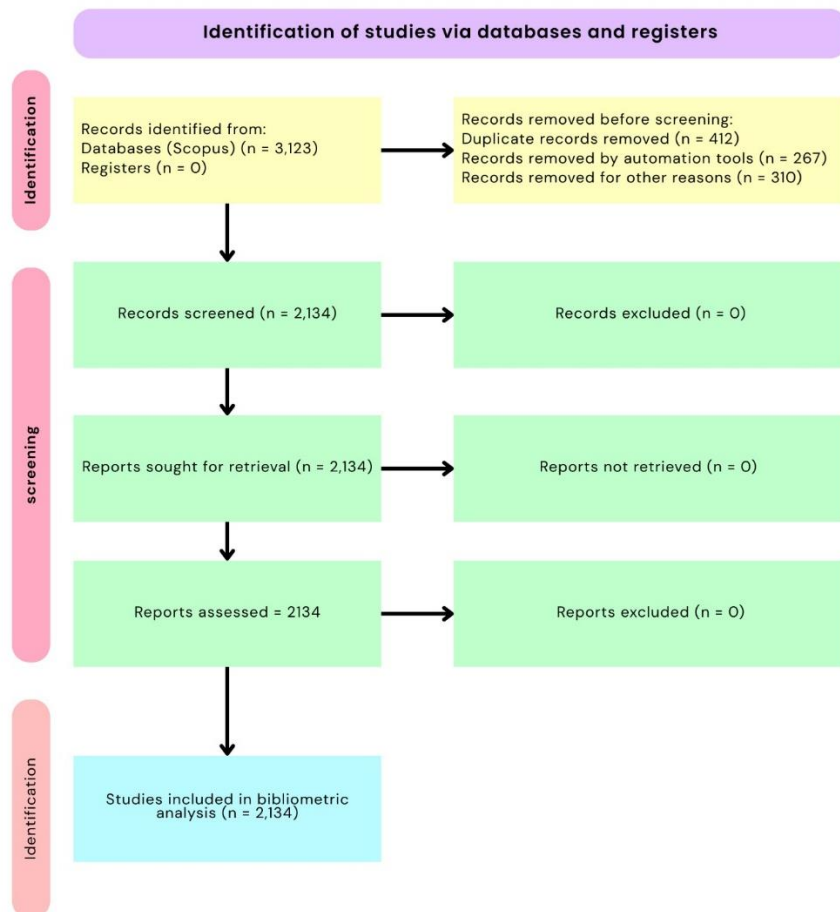 Identification of studies via databases and registers
Identification
Records identified from:
Databases (Scopus) (n = 3,123)
Registers (n = 0)
Records removed before screening:
Duplicate records removed (n = 412)
Records removed by automation tools (n = 267)
Records removed for other reasons (n = 310)
screening
Records screened (n = 2,134)
Records excluded (n = 0)
Reports sought for retrieval (n = 2,134)
Reports not retrieved (n = 0)
Reports assessed = 2134
Reports excluded (n = 0)
Identification
Studies included in bibliometric
analysis (n = 2,134)